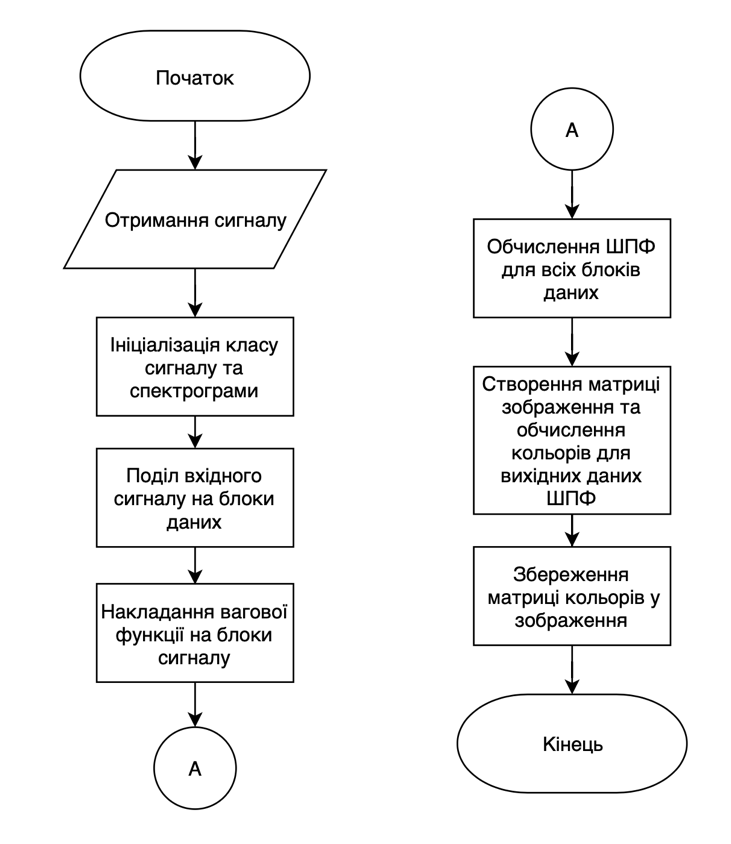 Початок
Отримання сигналу
Ініціалізація класу
сигналу та
спектрограми
Поділ вхідного
сигналу на блоки
даних
Накладання вагової
функції на блоки
сигналу
А
А
Обчислення ШПФ
для всіх блоків
даних
Створення матриці
зображення та
обчислення
кольорів для
вихідних даних
ШПФ
Збереження
матриці кольорів у
зображення
Кінець